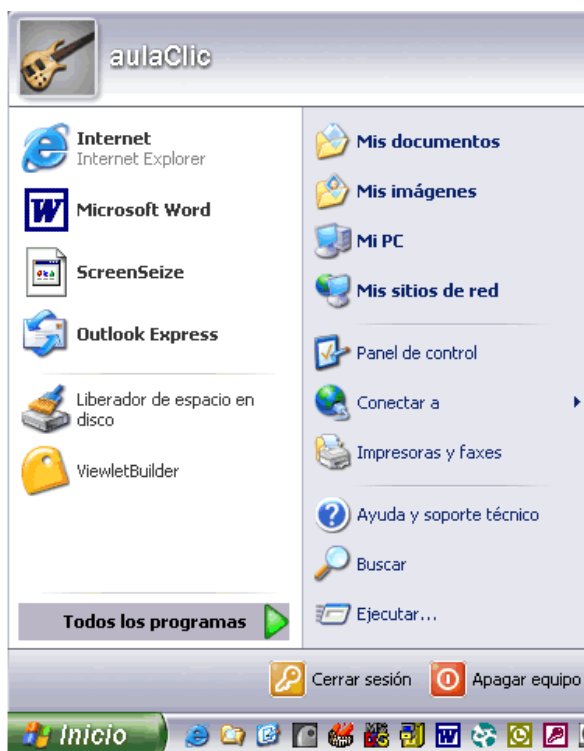 aulaClic
Internet
Internet Explorer
Microsoft Word
ScreenSeize
Outlook Express
Liberador de espacio en
disco
ViewletBuilder
Todos los programas
Mis documentos
Mis imágenes
Mi PC
Mis sitios de red
Panel de control
Conectar a
Impresoras y faxes
Ayuda y soporte técnico
Buscar
Ejecutar...
Cerrar sesión
Apagar equipo
Inicio